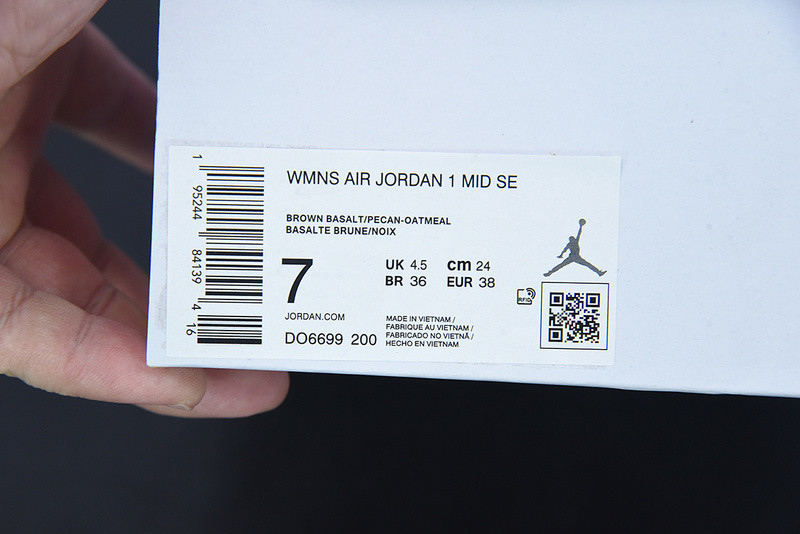 WMNS AIR JORDAN 1 MID SE
BROWN BASALT/PECAN-OATMEAL
BASALTE BRUNE/NOIX
7
UK 4.5 cm 24
BR 36 EUR 38
JORDAN.COM
DO6699 200
MADE IN VIETNAM /
FABRIQUE AU VIETNAM /
FABRICADO NO VIETNÃ /
HECHO EN VIETNAM
RFID
1 95244 84139 4 16